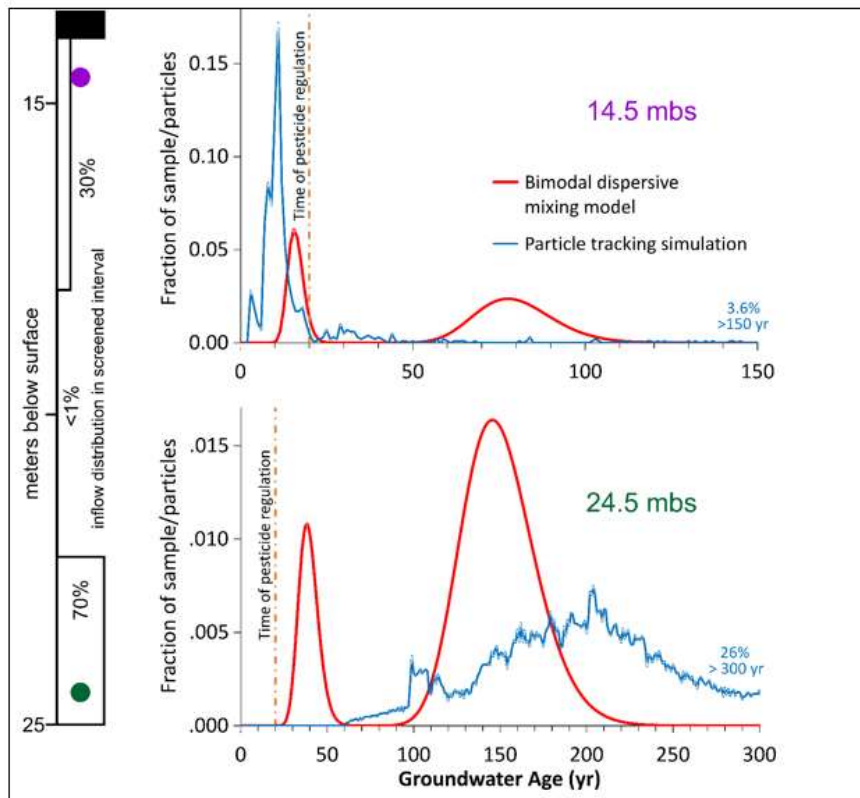 meters below surface
15
25
30%
<1%
70%
inflow distribution in screened interval
Fraction of sample/particles
0.15
0.10
0.05
0.00
Time of pesticide regulation
14.5 mbs
Bimodal dispersive
mixing model
Particle tracking simulation
3.6%
>150 yr
0
50
100
150
Fraction of sample/particles
.015
.010
.005
.000
Time of pesticide regulation
24.5 mbs
26%
> 300 yr
0
50
100
150
200
250
300
Groundwater Age (yr)